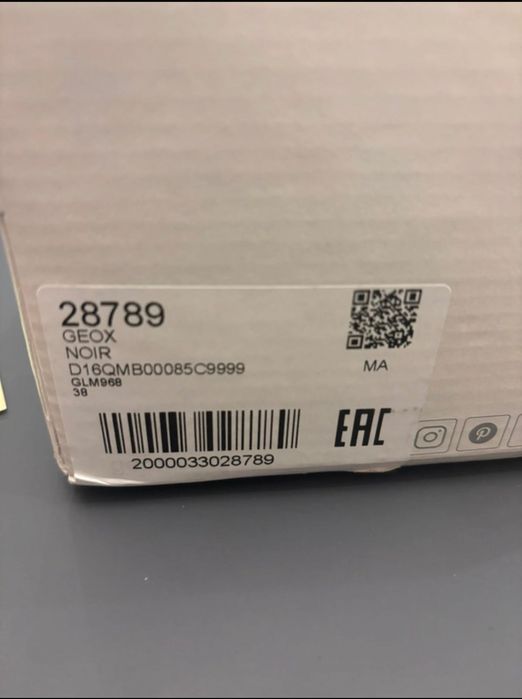 28789
GEOX
NOIR
D16QMB00085C9999
GLM968
38
MA
2000033028789
EAC